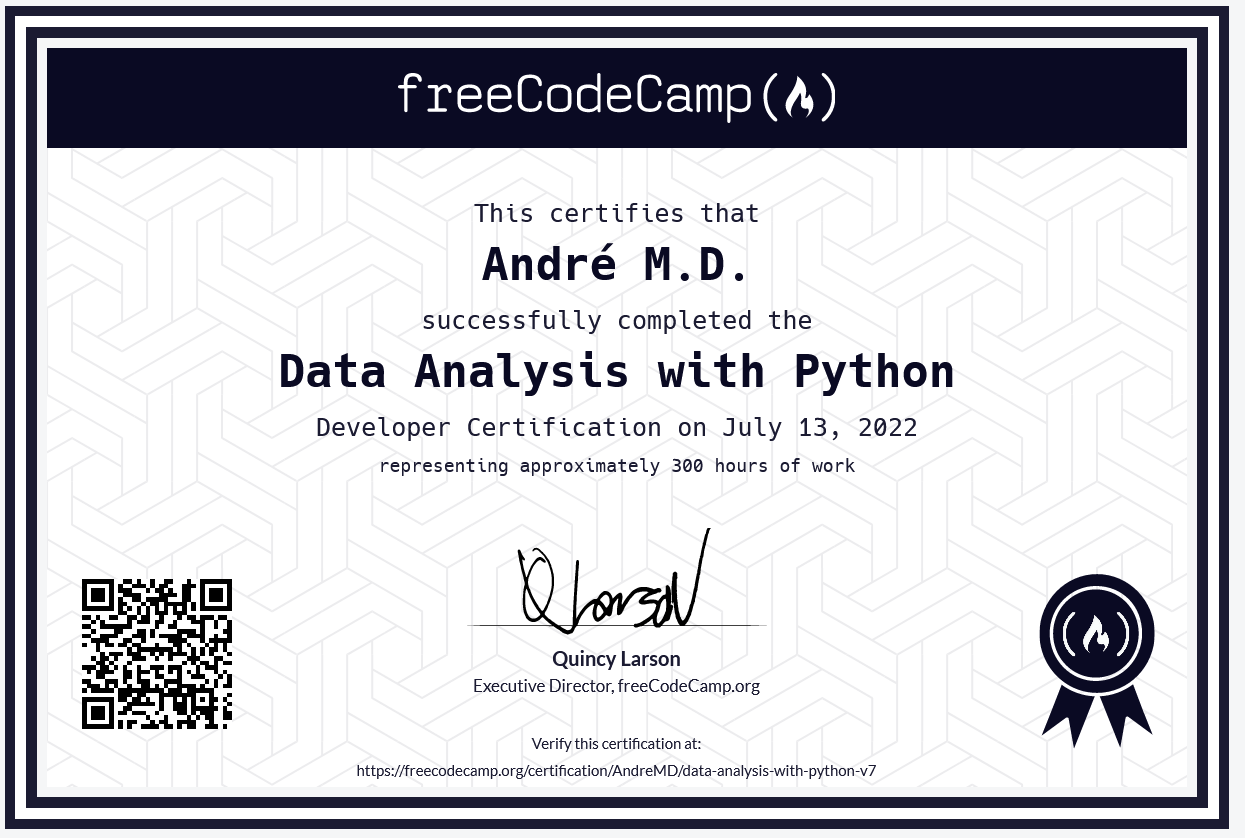 freeCodeCamp(🔥)
This certifies that
André M.D.
successfully completed the
Data Analysis with Python
Developer Certification on July 13, 2022
representing approximately 300 hours of work
Q Larson
Quincy Larson
Executive Director, freeCodeCamp.org
Verify this certification at:
https://freecodecamp.org/certification/AndreMD/data-analysis-with-python-v7